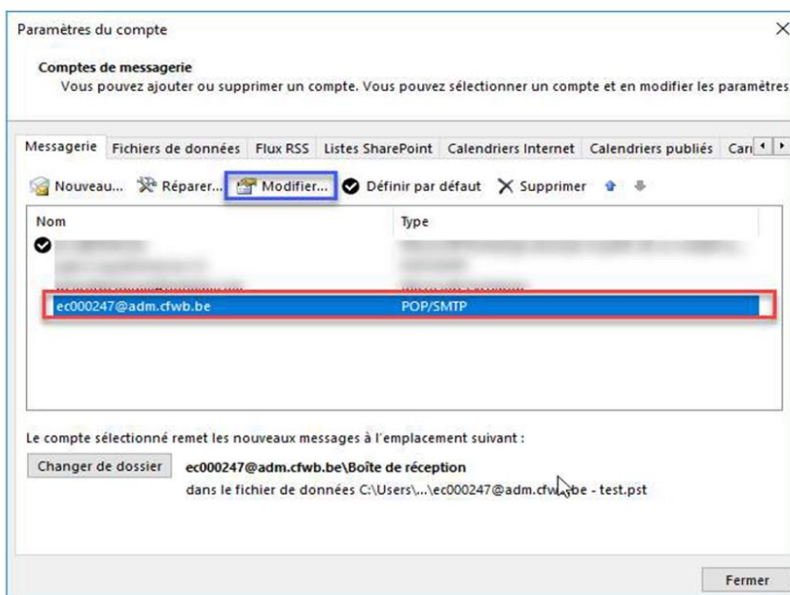 Paramètres du compte
Comptes de messagerie
Vous pouvez ajouter ou supprimer un compte. Vous pouvez sélectionner un compte et en modifier les paramètres
Messagerie Fichiers de données Flux RSS Listes SharePoint Calendriers Internet Calendriers publiés
Nouveau... Réparer... Modifier... Définir par défaut Supprimer
Nom Type
ec000247@adm.cfwb.be POP/SMTP
Le compte sélectionné remet les nouveaux messages à l'emplacement suivant :
Changer de dossier ec000247@adm.cfwb.be\Boîte de réception
dans le fichier de données C:\Users\...\ec000247@adm.cfwb.be - test.pst
Fermer